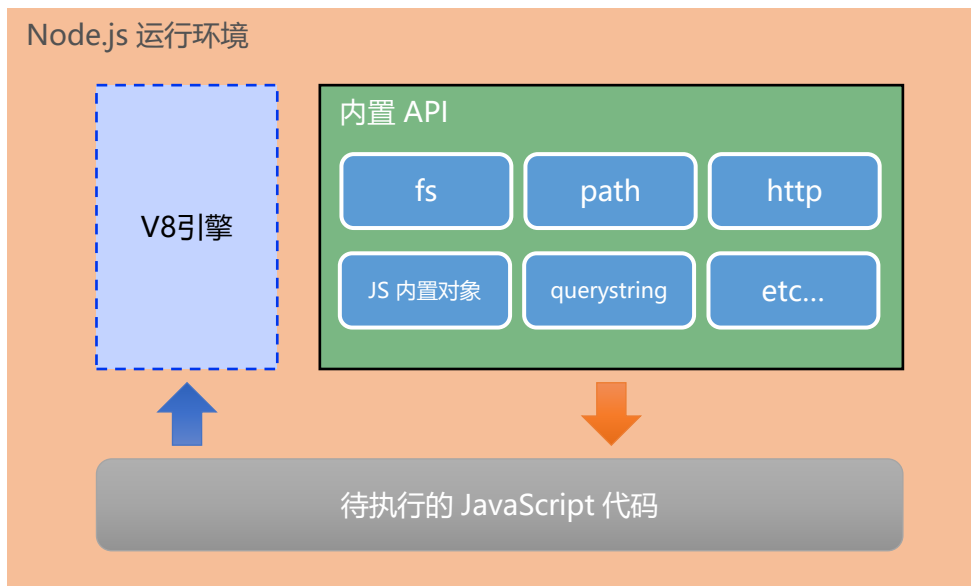 Node.js 运行环境
内置 API
V8引擎
fs
path
http
JS 内置对象
querystring
etc...
待执行的 JavaScript 代码